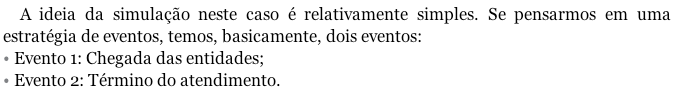 A ideia da simulação neste caso é relativamente simples. Se pensarmos em uma
estratégia de eventos, temos, basicamente, dois eventos:
• Evento 1: Chegada das entidades;
• Evento 2: Término do atendimento.